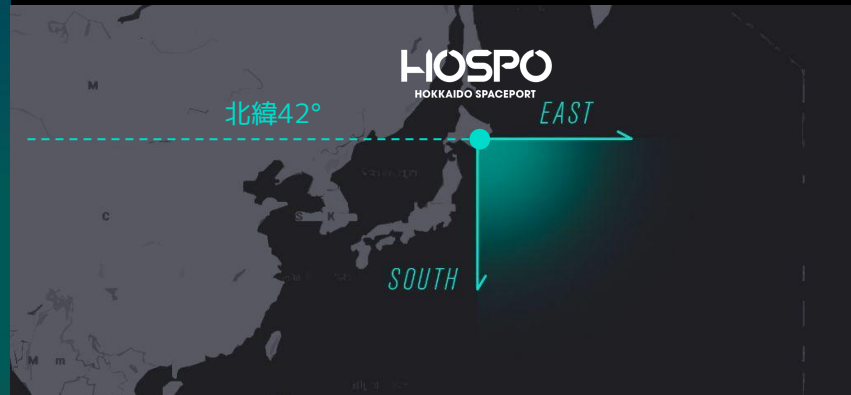 HOSPO
HOKKAIDO SPACEPORT
北緯42°
EAST
M
C
S K
SOUTH
M m